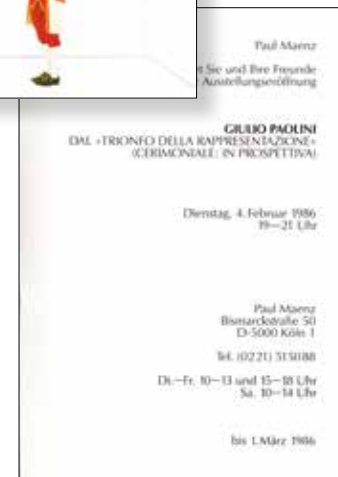 Paul Maenz
t Sie und Ihre Freunde
Ausstellungseröffnung
GIULIO PAOLINI
DAL «TRIONFO DELLA RAPPRESENTAZIONE»
(CERIMONIALE: IN PROSPETTIVA)
Dienstag, 4. Februar 1986
19—21 Uhr
Paul Maenz
Bismarckstraße 50
D-5000 Köln 1
Tel. (0221) 515088
Di.—Fr. 10—13 und 15—18 Uhr
Sa. 10—14 Uhr
bis 1. März 1986